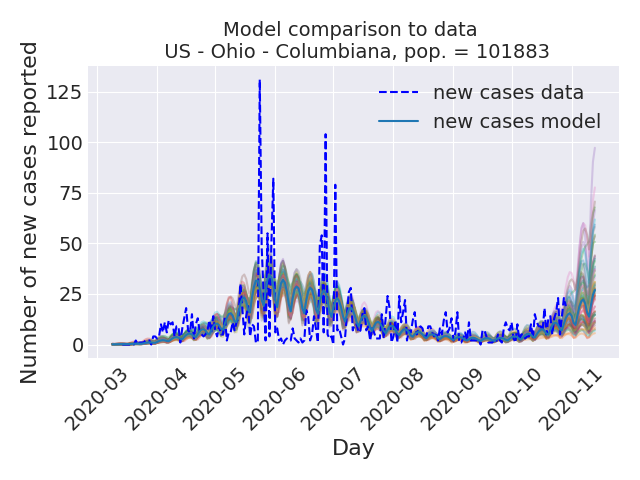 Model comparison to data
US - Ohio - Columbiana, pop. = 101883
Number of new cases reported
125
100
75
50
25
0
new cases data
new cases model
2020-03
2020-04
2020-05
2020-06
2020-07
2020-08
2020-09
2020-10
2020-11
Day